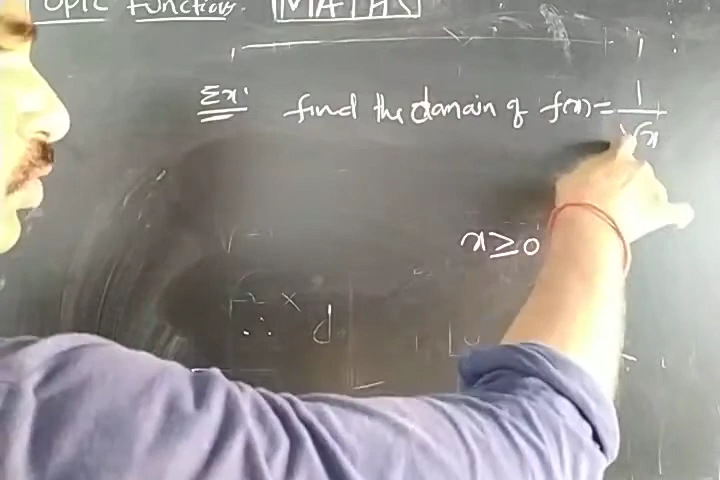 Topic Functions. MATHS
Ex: Find the domain of f(x) = 1/√x
x ≥ 0
∴ d